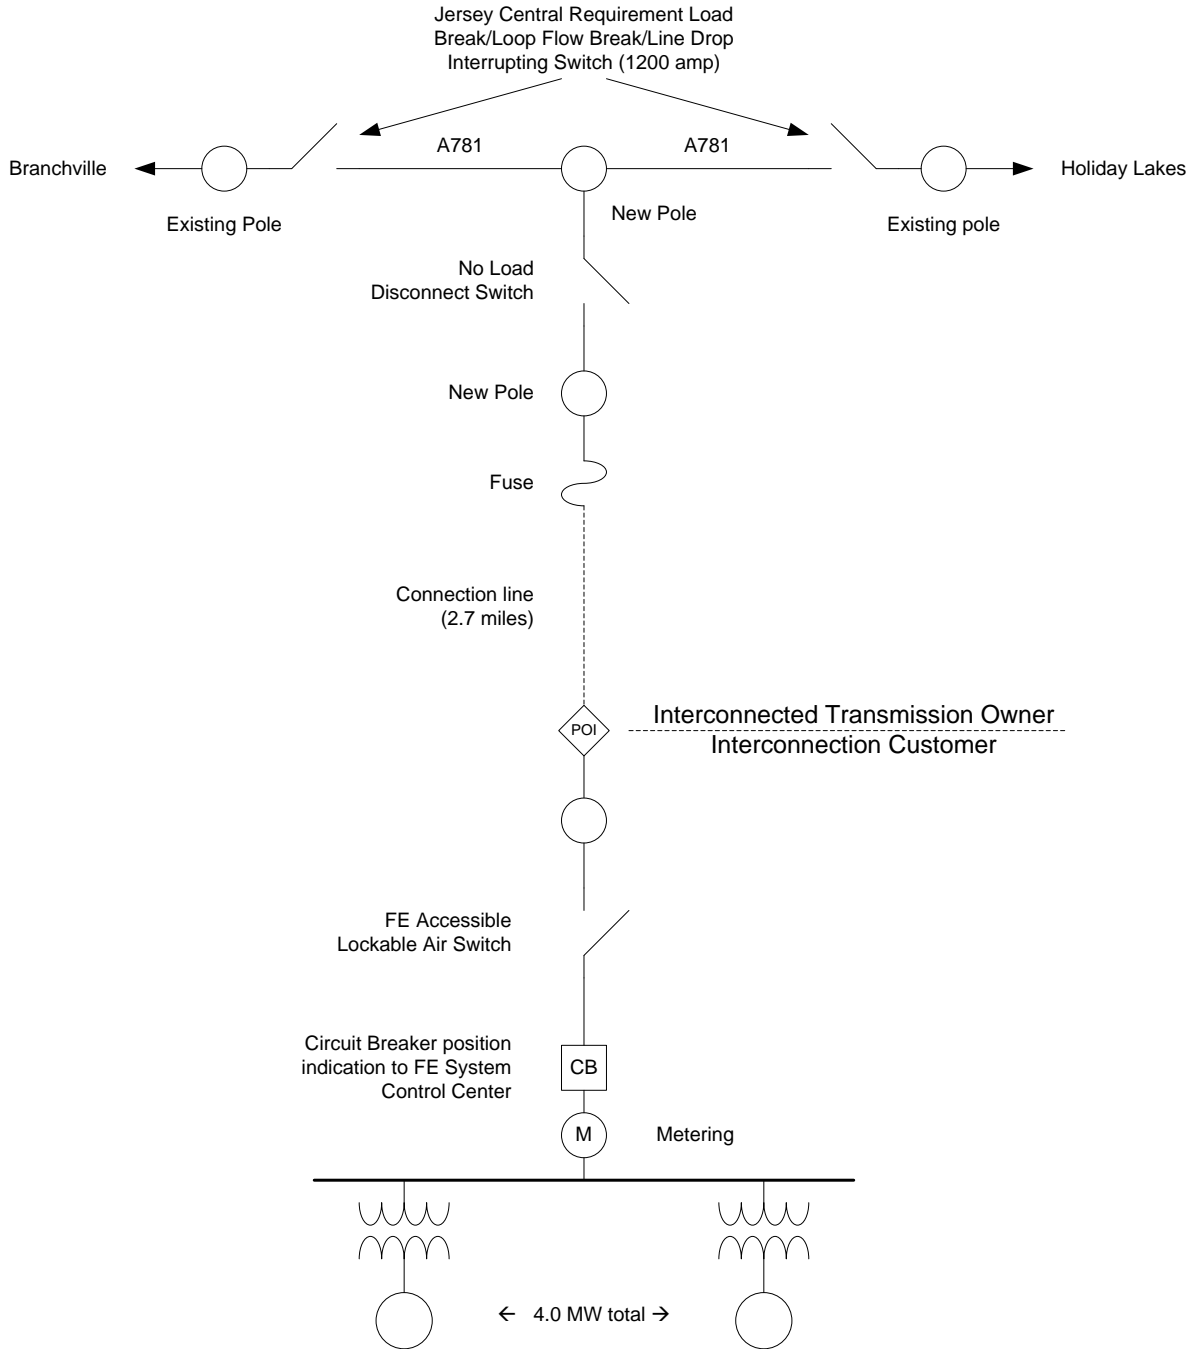 Jersey Central Requirement Load
Break/Loop Flow Break/Line Drop
Interrupting Switch (1200 amp)
A781
A781
Branchville
Holiday Lakes
Existing Pole
New Pole
Existing pole
No Load
Disconnect Switch
New Pole
Fuse
Connection line
(2.7 miles)
POI
Interconnected Transmission Owner
Interconnection Customer
FE Accessible
Lockable Air Switch
Circuit Breaker position
indication to FE System
Control Center
CB
M
Metering
← 4.0 MW total →